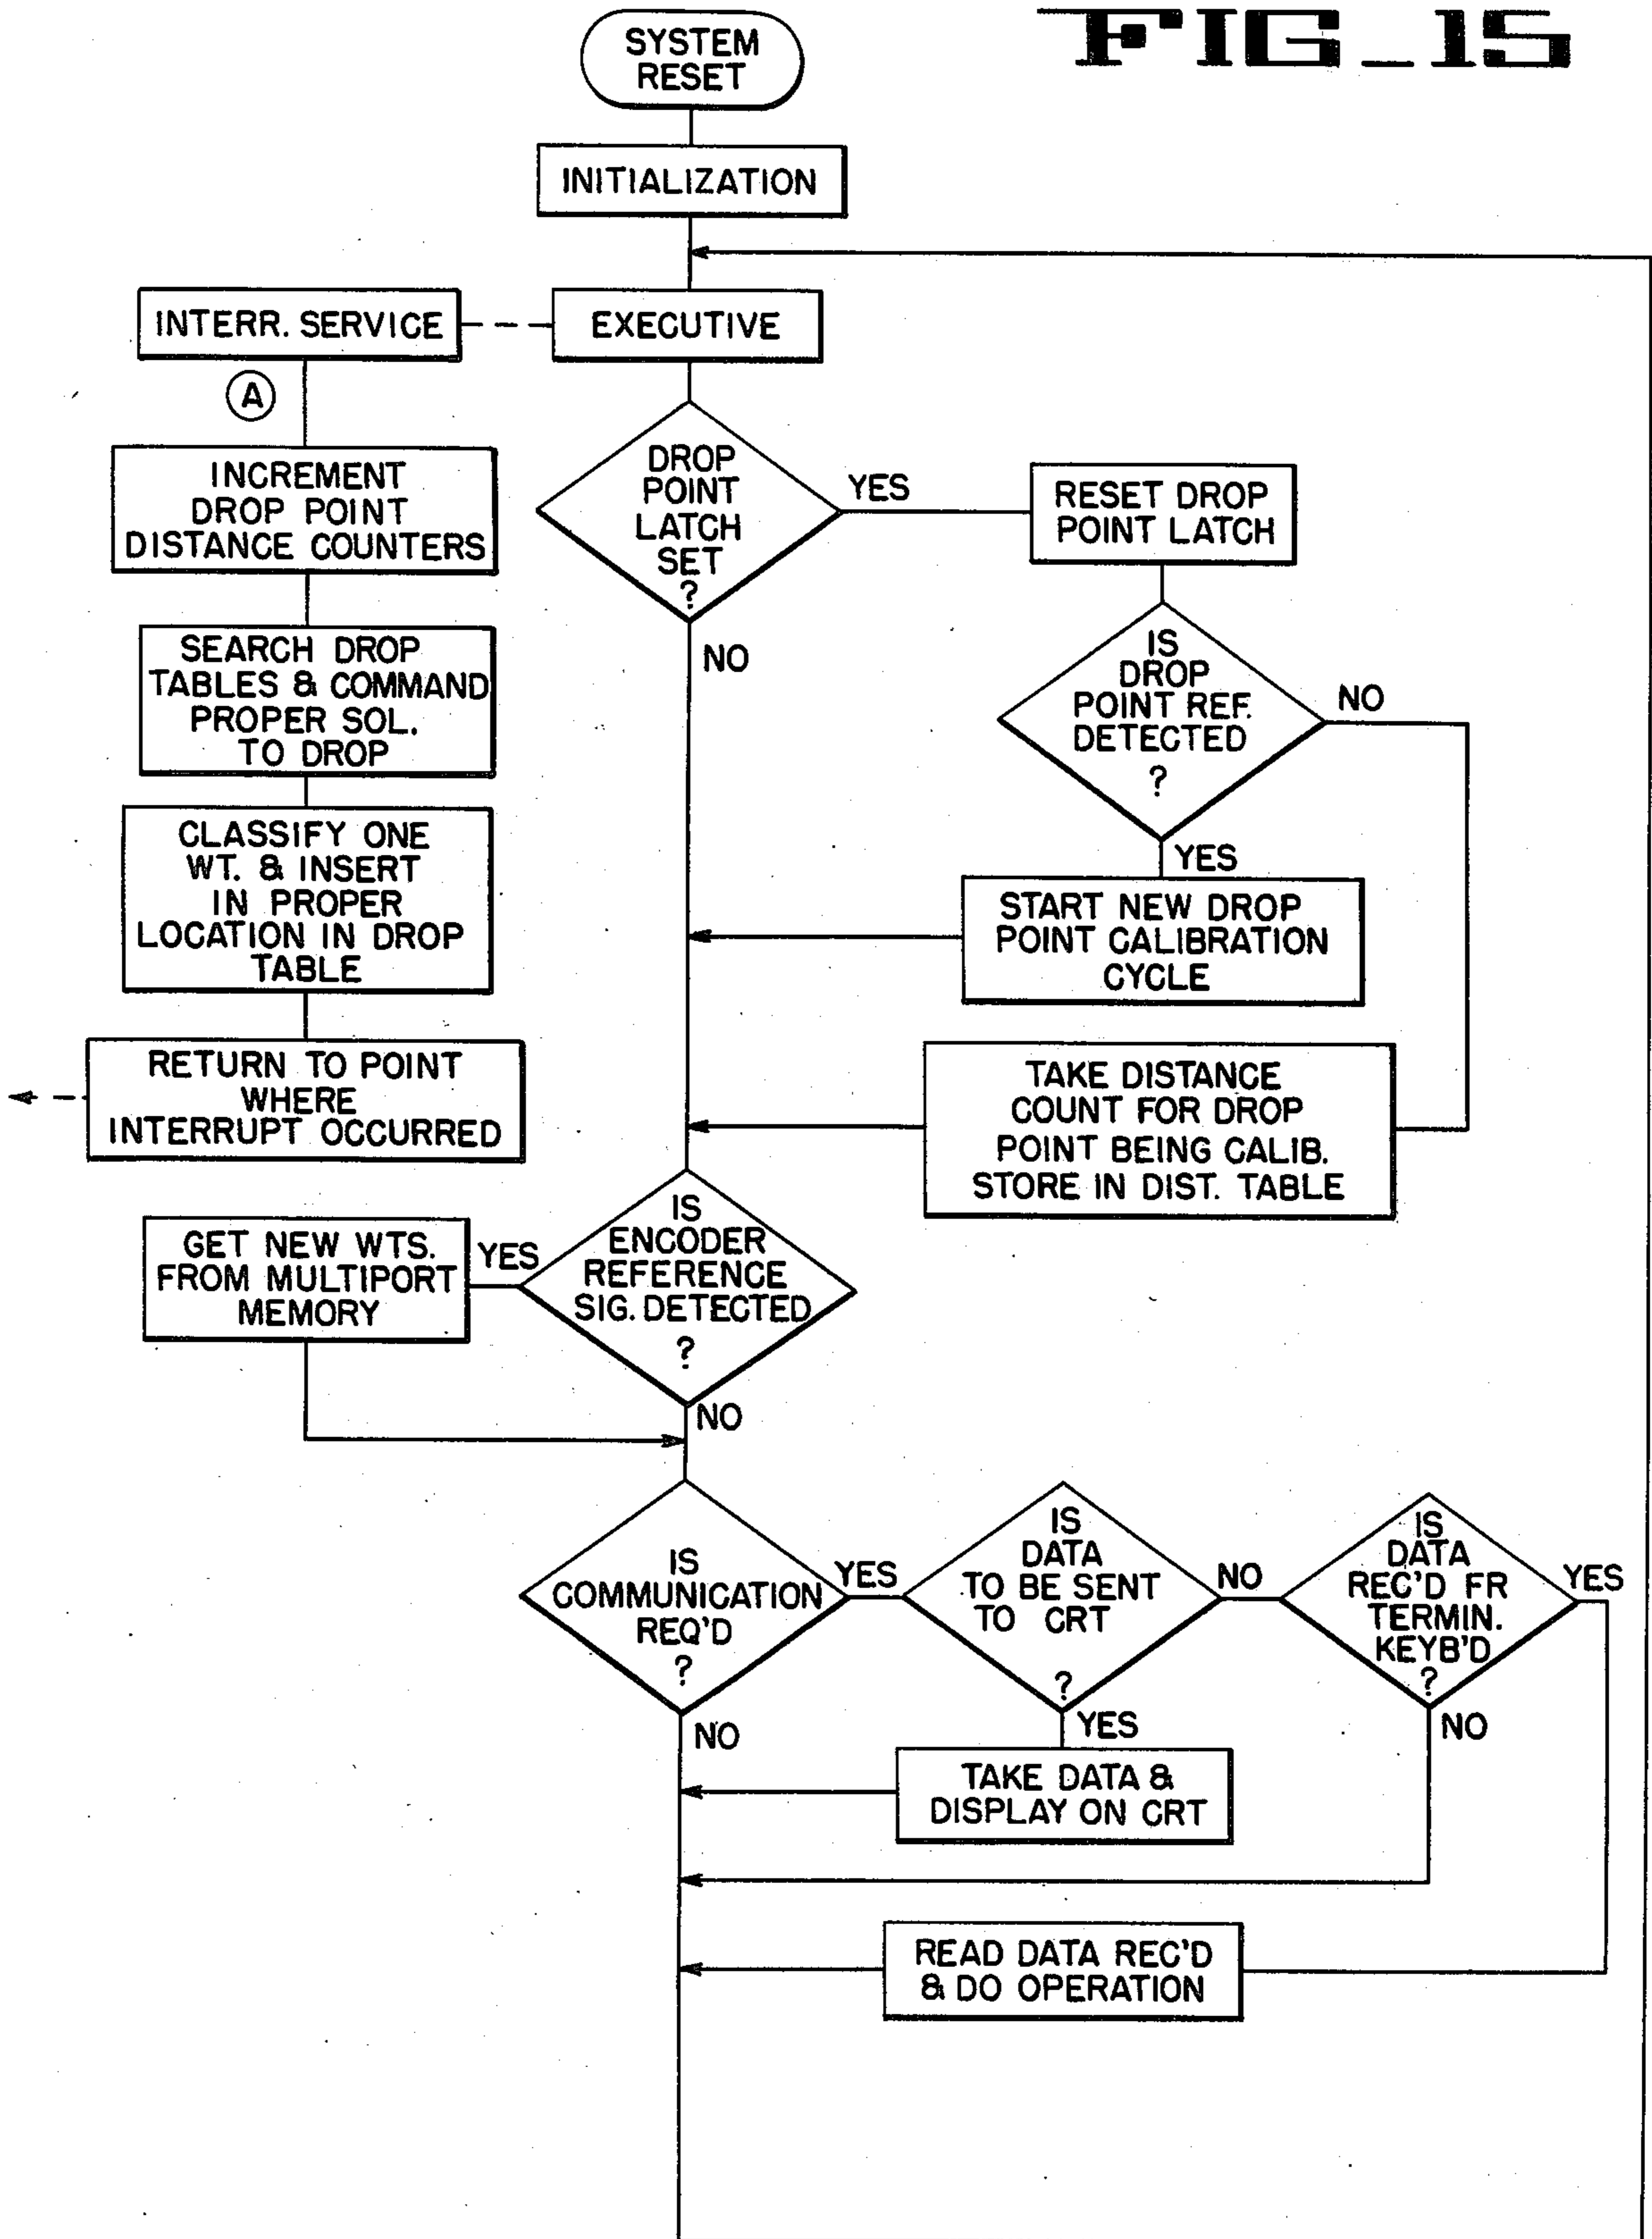 FIG_15
SYSTEM
RESET
INITIALIZATION
INTERR. SERVICE
EXECUTIVE
A
INCREMENT
DROP POINT
DISTANCE COUNTERS
SEARCH DROP
TABLES & COMMAND
PROPER SOL.
TO DROP
CLASSIFY ONE
WT. & INSERT
IN PROPER
LOCATION IN DROP
TABLE
RETURN TO POINT
WHERE
INTERRUPT OCCURRED
DROP
POINT
LATCH
SET
?
YES
NO
RESET DROP
POINT LATCH
IS
DROP
POINT REF.
DETECTED
?
NO
YES
START NEW DROP
POINT CALIBRATION
CYCLE
TAKE DISTANCE
COUNT FOR DROP
POINT BEING CALIB.
STORE IN DIST. TABLE
IS
ENCODER
REFERENCE
SIG. DETECTED
?
YES
GET NEW WTS.
FROM MULTIPORT
MEMORY
NO
IS
COMMUNICATION
REQ'D
?
YES
NO
IS
DATA
TO BE SENT
TO CRT
?
NO
YES
IS
DATA
REC'D FR
TERMIN.
KEYB'D
?
YES
NO
TAKE DATA &
DISPLAY ON CRT
READ DATA REC'D
& DO OPERATION